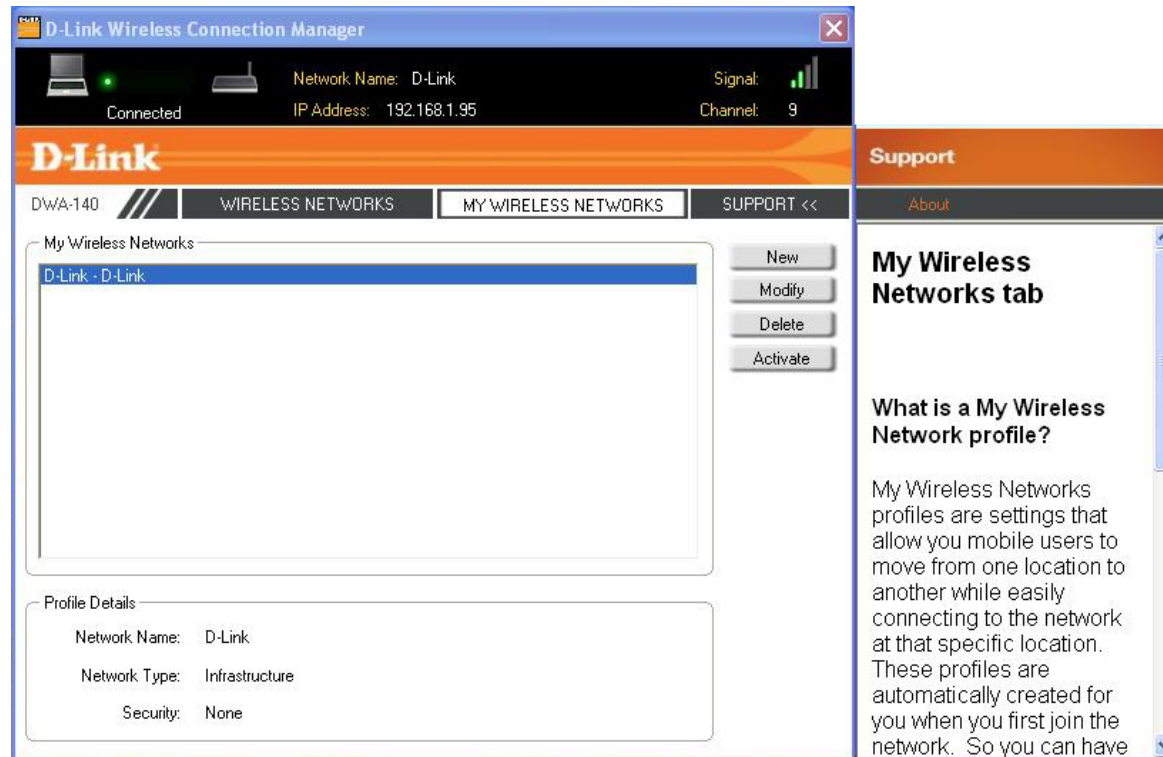 D-Link Wireless Connection Manager
Network Name: D-Link
Signal:
Connected
IP Address: 192.168.1.95
Channel: 9
D-Link
DWA-140
WIRELESS NETWORKS
MY WIRELESS NETWORKS
SUPPORT <<
My Wireless Networks
D-Link - D-Link
New
Modify
Delete
Activate
Profile Details
Network Name: D-Link
Network Type: Infrastructure
Security: None
Support
About
My Wireless
Networks tab
What is a My Wireless
Network profile?
My Wireless Networks
profiles are settings that
allow you mobile users to
move from one location to
another while easily
connecting to the network
at that specific location.
These profiles are
automatically created for
you when you first join the
network. So you can have